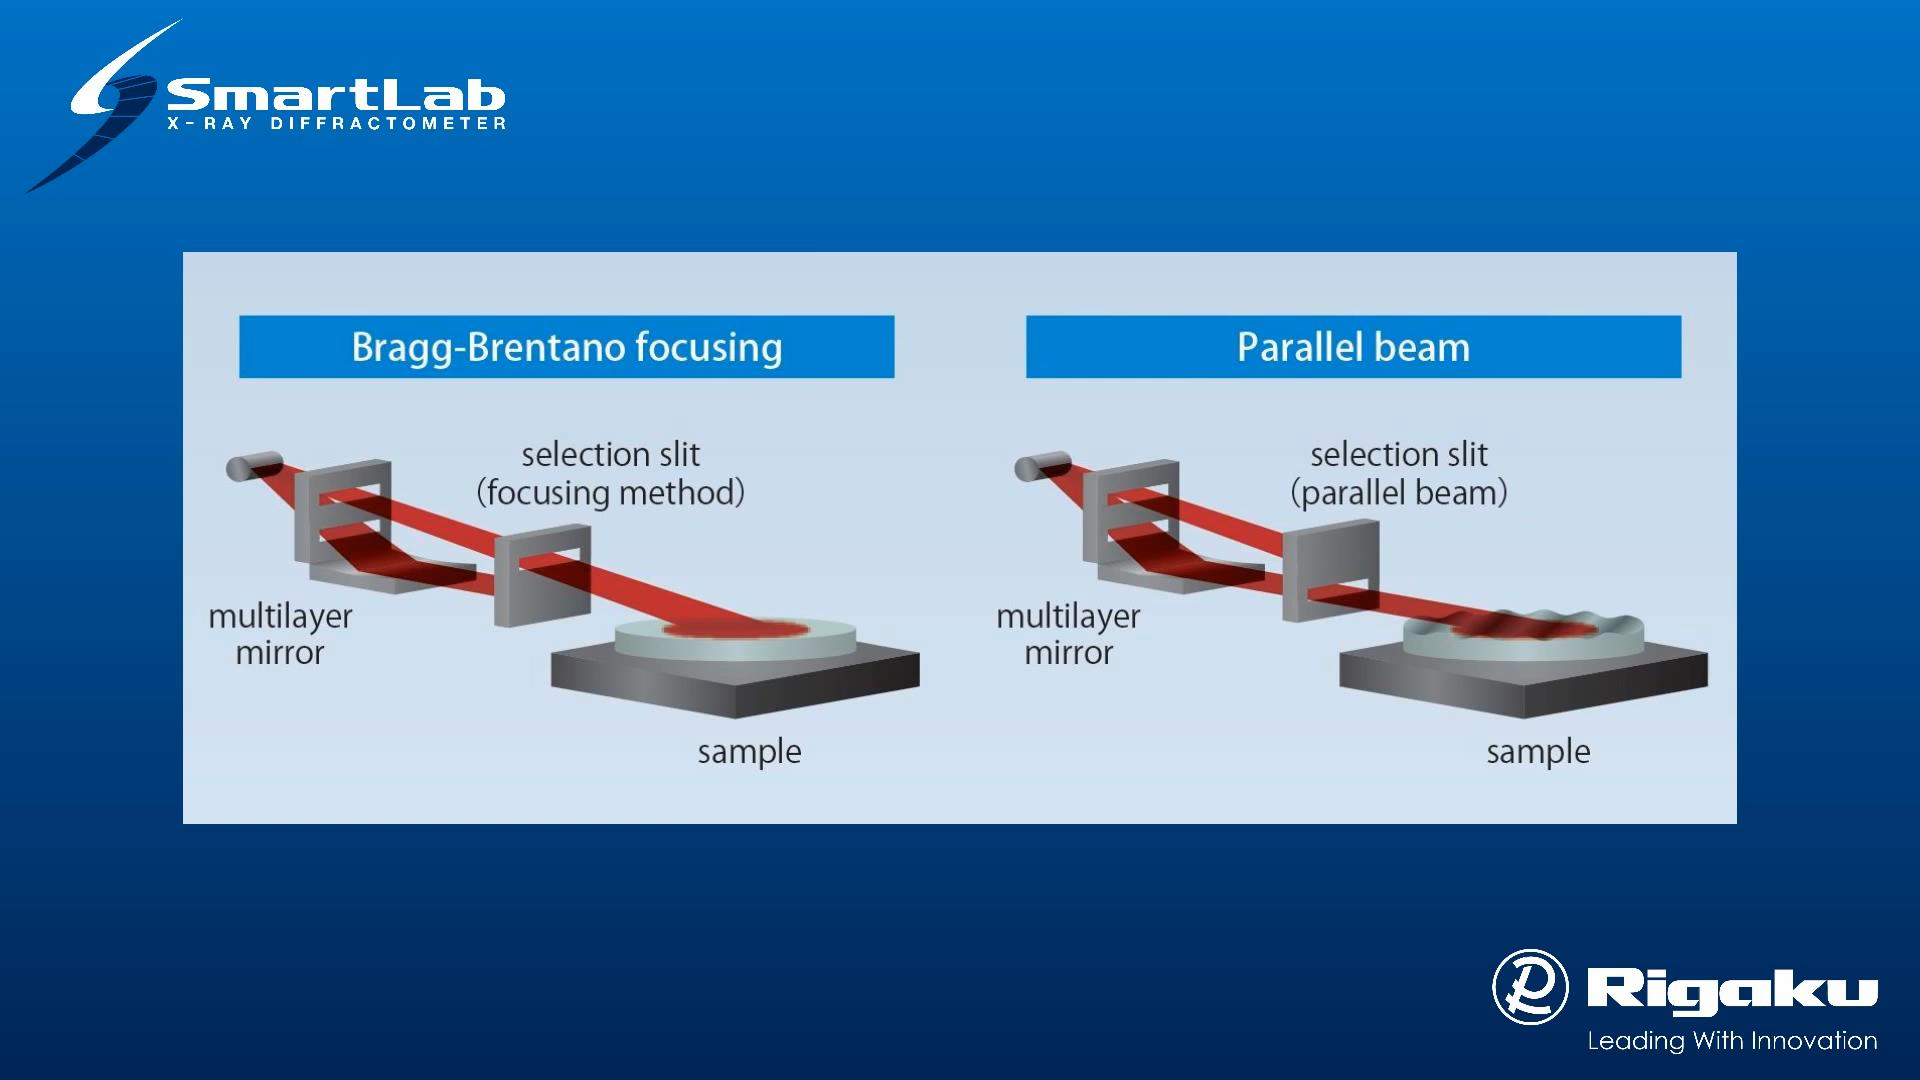 SmartLab
X-RAY DIFFRACTOMETER
Bragg-Brentano focusing
selection slit
(focusing method)
multilayer
mirror
sample
Parallel beam
selection slit
(parallel beam)
multilayer
mirror
sample
Rigaku
Leading With Innovation